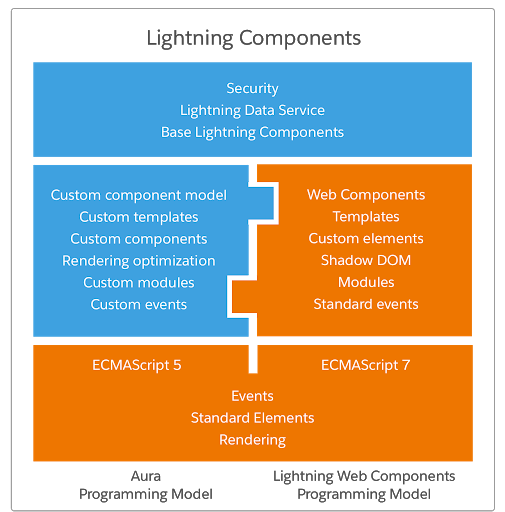 Lightning Components
Security
Lightning Data Service
Base Lightning Components
Custom component model
Custom templates
Custom components
Rendering optimization
Custom modules
Custom events
Web Components
Templates
Custom elements
Shadow DOM
Modules
Standard events
ECMAScript 5
ECMAScript 7
Events
Standard Elements
Rendering
Aura
Programming Model
Lightning Web Components
Programming Model